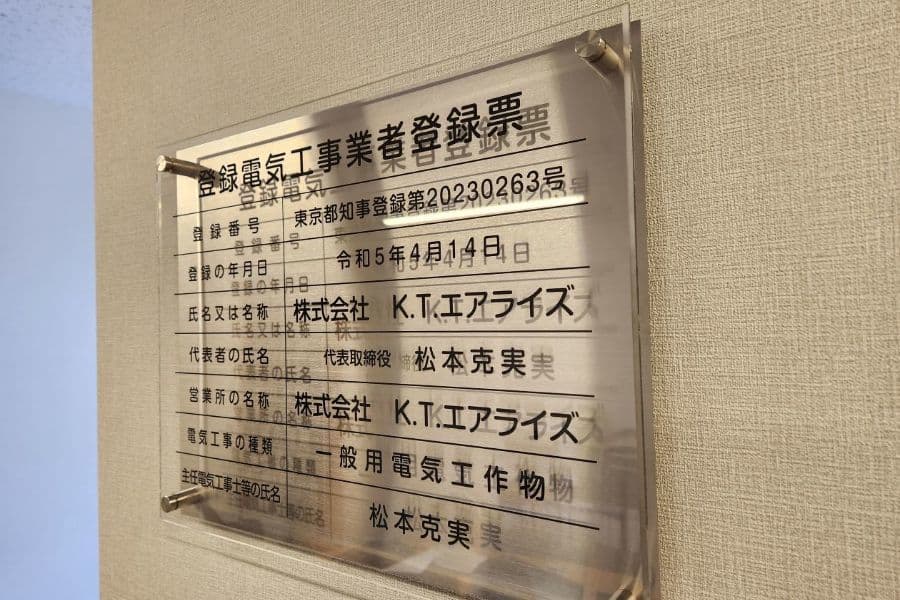 登録電気工事業者登録票
登録番号 東京都知事登録第20230263号
登録の年月日 令和5年4月14日
氏名又は名称 株式会社 K.T.エアライズ
代表者の氏名 代表取締役 松本克実
営業所の名称 株式会社 K.T.エアライズ
電気工事の種類 一般用電気工作物
主任電気工事士等の氏名 松本克実